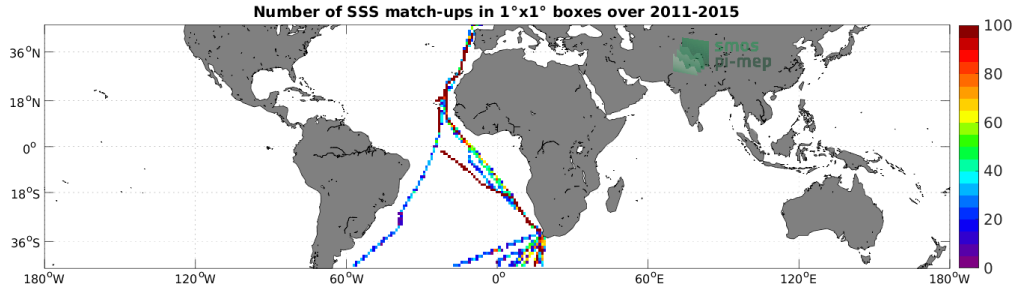 Number of SSS match-ups in 1°x1° boxes over 2011-2015
smos
pi-mep
36°N
18°N
0°
18°S
36°S
180°W
120°W
60°W
0°
60°E
120°E
180°W
100
80
60
40
20
0